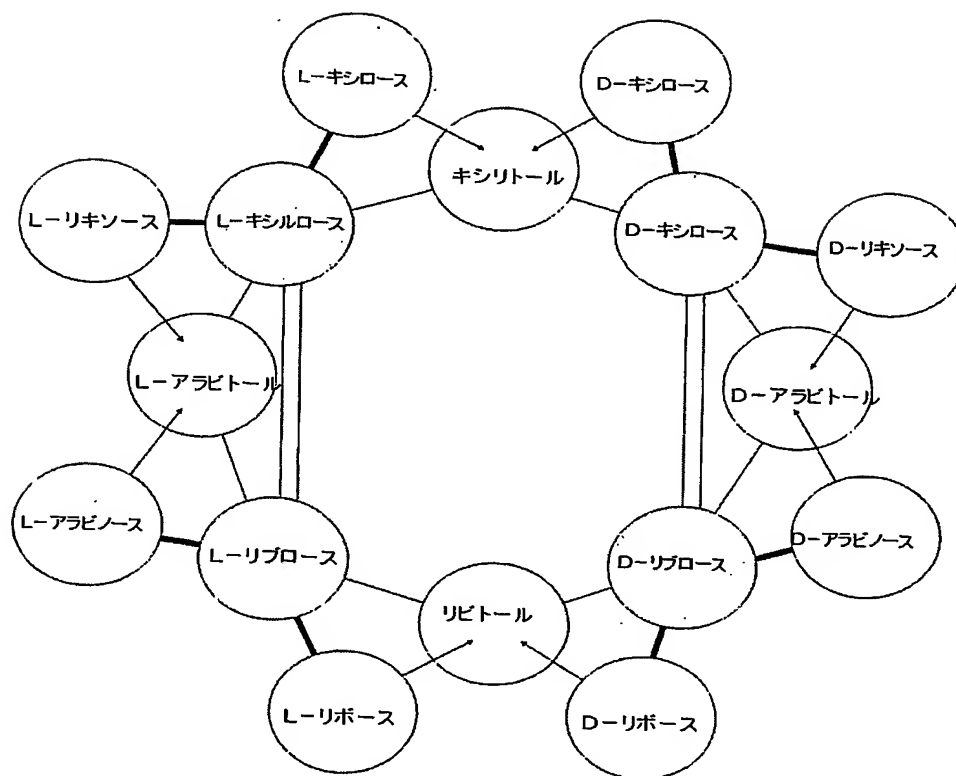 L－キシロース
D－キシロース
キシリトール
L－リキソース
L－キシルロース
D－キシロース
D－リキソース
L－アラビトール
D－アラビトール
L－アラビノース
L－リブロース
D－リブロース
D－アラビノース
リビトール
L－リボース
D－リボース